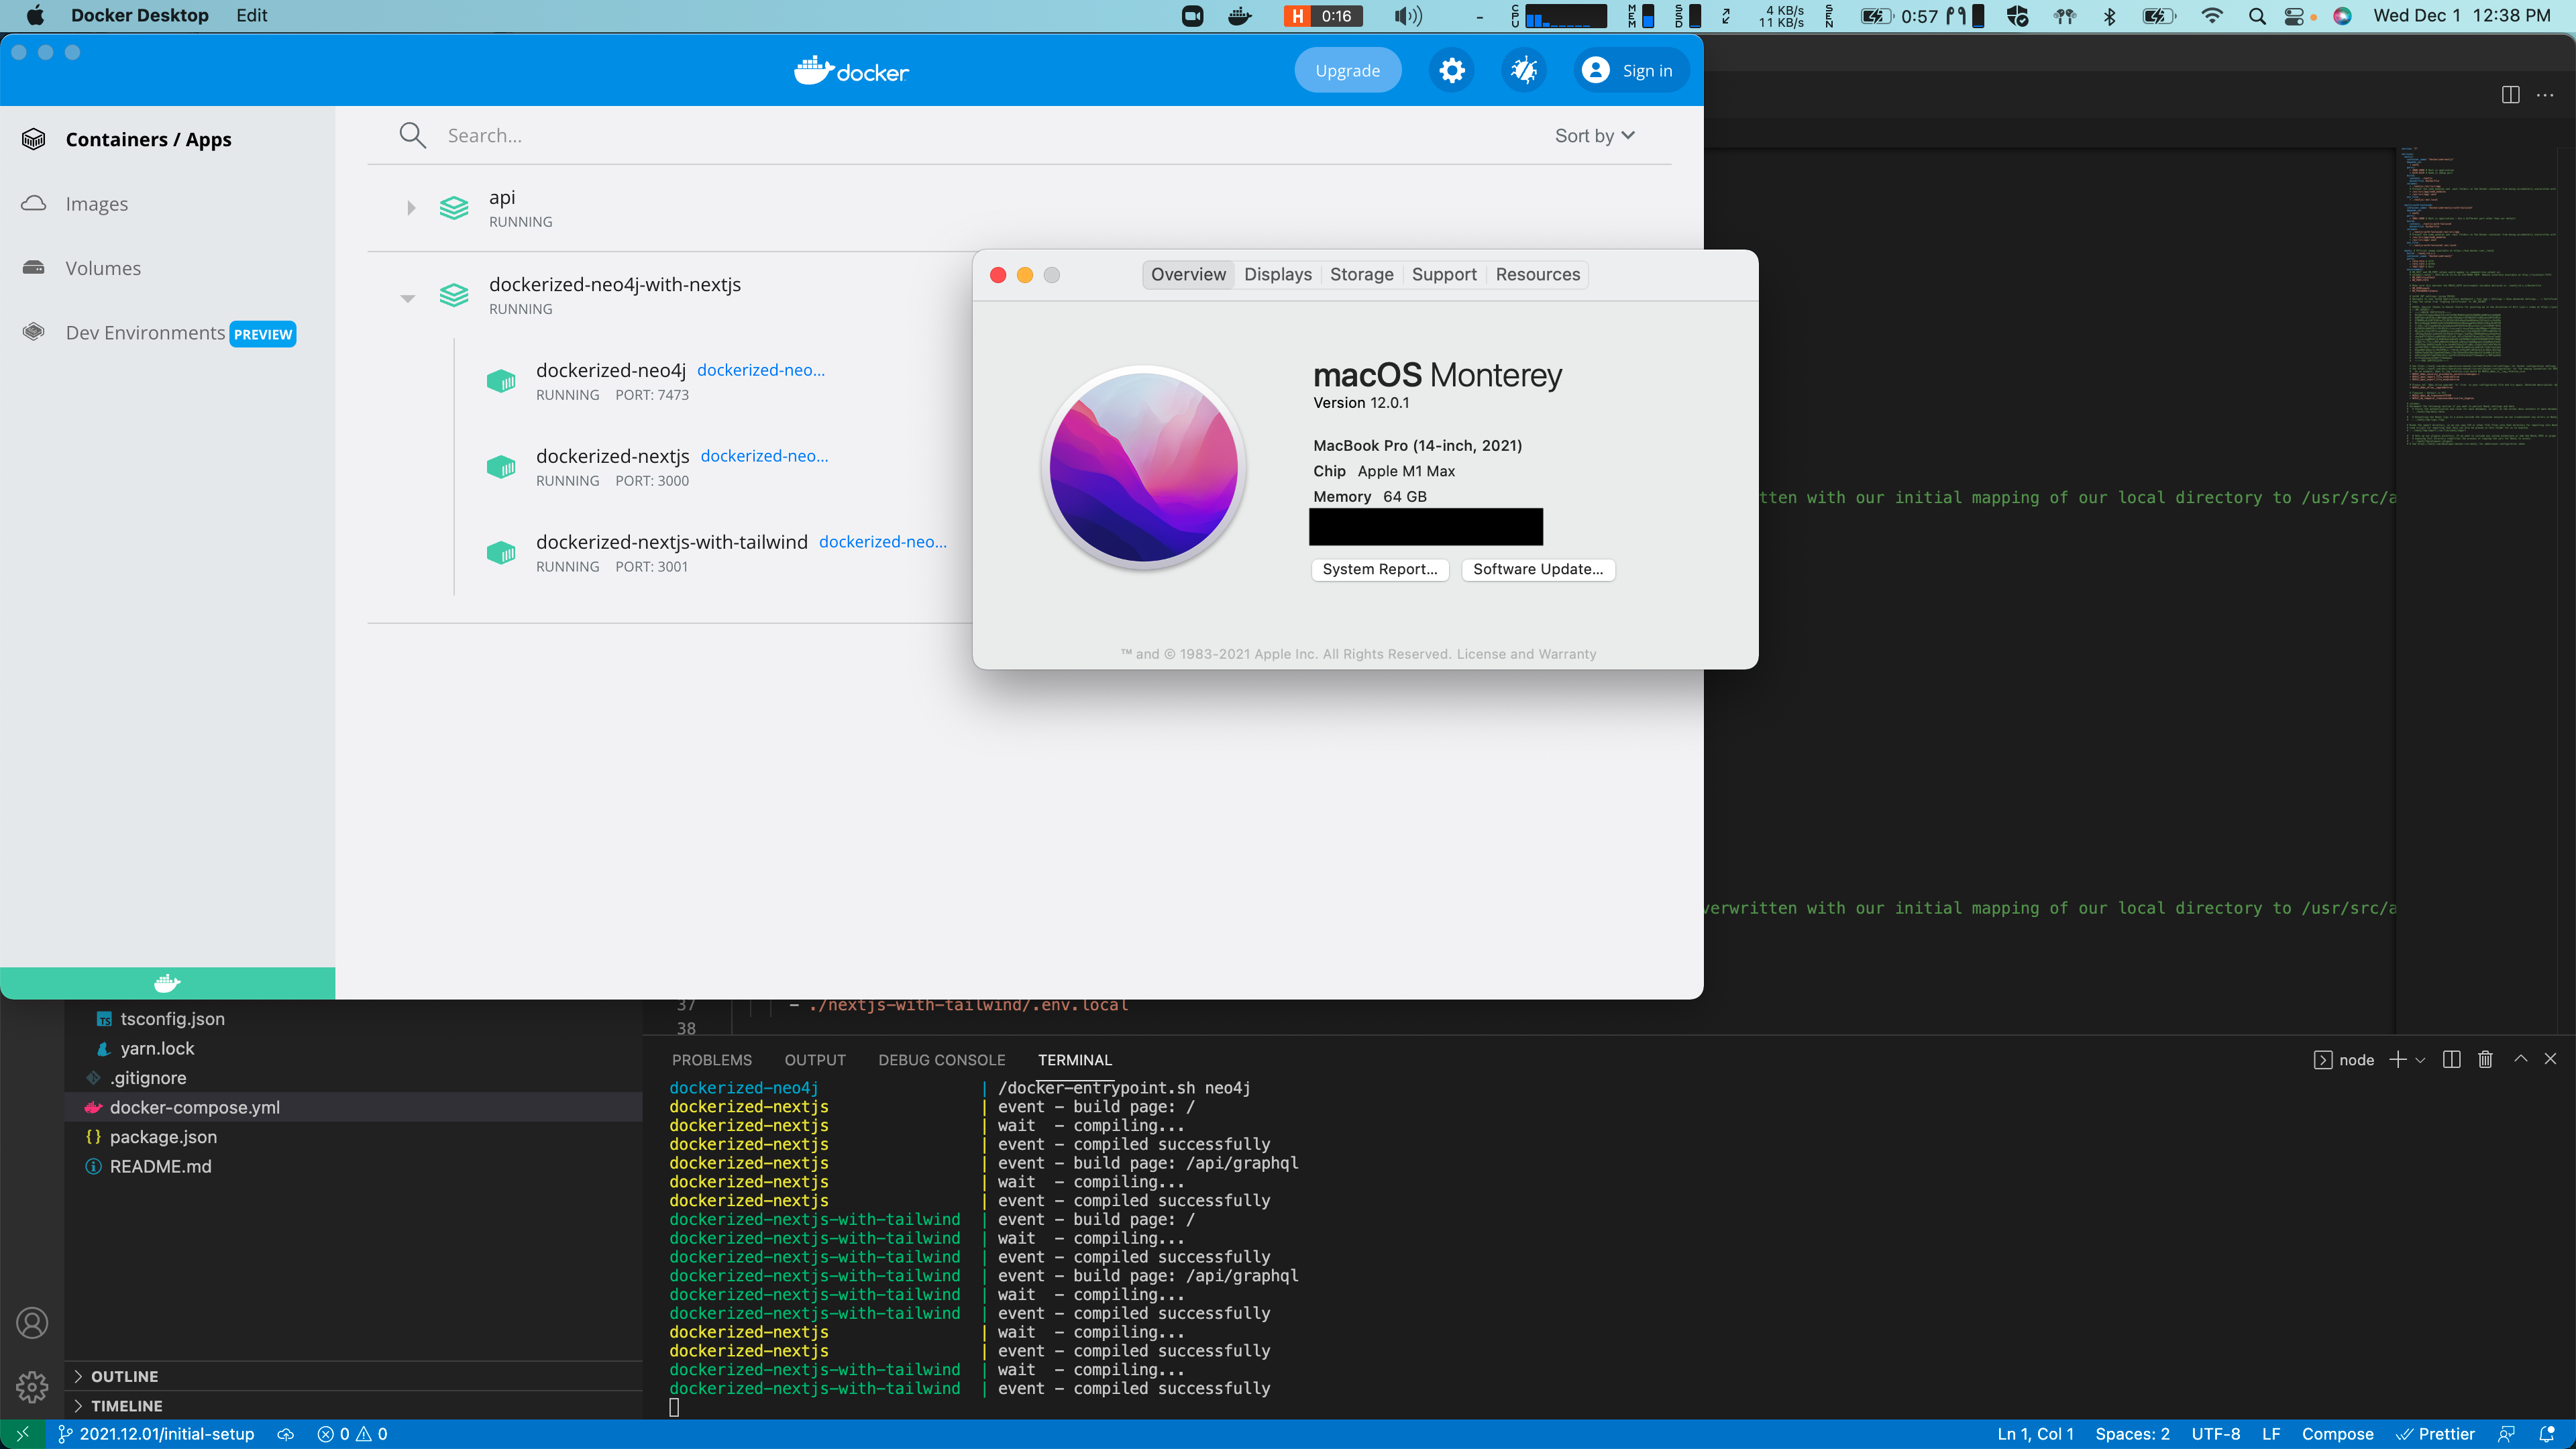 Docker Desktop Edit
H 0:16
CPU MEM SSD 4 KB/s 11 KB/s SEN 0:57
Wed Dec 1 12:38 PM
docker
Upgrade
Sign in
Containers / Apps
Images
Volumes
Dev Environments PREVIEW
Search...
Sort by
api
RUNNING
dockerized-neo4j-with-nextjs
RUNNING
dockerized-neo4j dockerized-neo...
RUNNING PORT: 7473
dockerized-nextjs dockerized-neo...
RUNNING PORT: 3000
dockerized-nextjs-with-tailwind dockerized-neo...
RUNNING PORT: 3001
Overview Displays Storage Support Resources
macOS Monterey
Version 12.0.1
MacBook Pro (14-inch, 2021)
Chip Apple M1 Max
Memory 64 GB
System Report... Software Update...
™ and © 1983-2021 Apple Inc. All Rights Reserved. License and Warranty
tten with our initial mapping of our local directory to /usr/src/a
verwritten with our initial mapping of our local directory to /usr/src/a
37 - ./nextjs-with-tailwind/.env.local
38
tsconfig.json
yarn.lock
.gitignore
docker-compose.yml
package.json
README.md
OUTLINE
TIMELINE
PROBLEMS OUTPUT DEBUG CONSOLE TERMINAL
node
dockerized-neo4j | /docker-entrypoint.sh neo4j
dockerized-nextjs | event - build page: /
dockerized-nextjs | wait  - compiling...
dockerized-nextjs | event - compiled successfully
dockerized-nextjs | event - build page: /api/graphql
dockerized-nextjs | wait  - compiling...
dockerized-nextjs | event - compiled successfully
dockerized-nextjs-with-tailwind | event - build page: /
dockerized-nextjs-with-tailwind | wait  - compiling...
dockerized-nextjs-with-tailwind | event - compiled successfully
dockerized-nextjs-with-tailwind | event - build page: /api/graphql
dockerized-nextjs-with-tailwind | wait  - compiling...
dockerized-nextjs-with-tailwind | event - compiled successfully
dockerized-nextjs | wait  - compiling...
dockerized-nextjs | event - compiled successfully
dockerized-nextjs-with-tailwind | wait  - compiling...
dockerized-nextjs-with-tailwind | event - compiled successfully
2021.12.01/initial-setup 0 0
Ln 1, Col 1 Spaces: 2 UTF-8 LF Compose Prettier